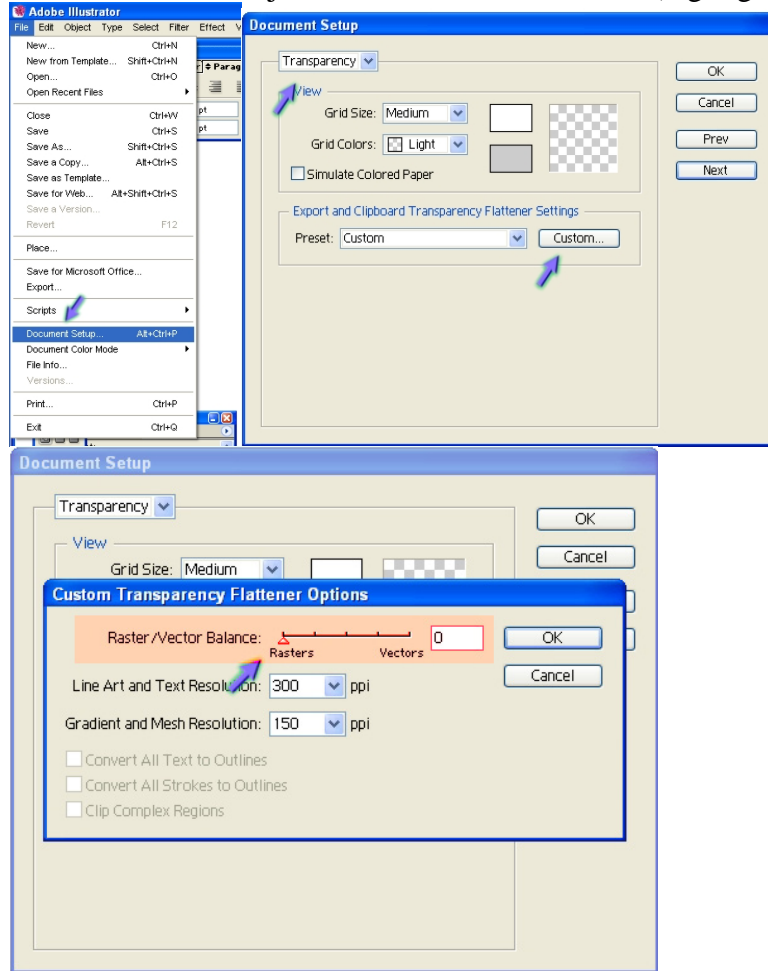 Adobe Illustrator
File Edit Object Type Select Filter Effect V
New... Ctrl+N
New from Template... Shift+Ctrl+N
Open... Ctrl+O
Open Recent Files
Close Ctrl+W
Save Ctrl+S
Save As... Shift+Ctrl+S
Save a Copy... Alt+Ctrl+S
Save as Template...
Save for Web... Alt+Shift+Ctrl+S
Save a Version...
Revert F12
Place...
Save for Microsoft Office...
Export...
Scripts
Document Setup... Alt+Ctrl+P
Document Color Mode
File Info...
Versions...
Print... Ctrl+P
Exit Ctrl+Q
Parag
pt
pt
Document Setup
Transparency
View
Grid Size: Medium
Grid Colors: Light
Simulate Colored Paper
Export and Clipboard Transparency Flattener Settings
Preset: Custom Custom...
OK
Cancel
Prev
Next
Document Setup
Transparency
View
Grid Size: Medium
OK
Cancel
Custom Transparency Flattener Options
Raster/Vector Balance: 0
Rasters Vectors
Line Art and Text Resolution: 300 ppi
Gradient and Mesh Resolution: 150 ppi
Convert All Text to Outlines
Convert All Strokes to Outlines
Clip Complex Regions
OK
Cancel